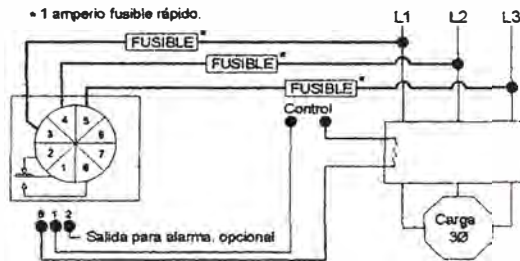 * 1 amperio fusible rápido.
L1 L2 L3
FUSIBLE *
FUSIBLE *
FUSIBLE *
Control
4 5
3 6
2 7
1 8
8 1 2
Salida para alarma, opcional
Carga
3Ø